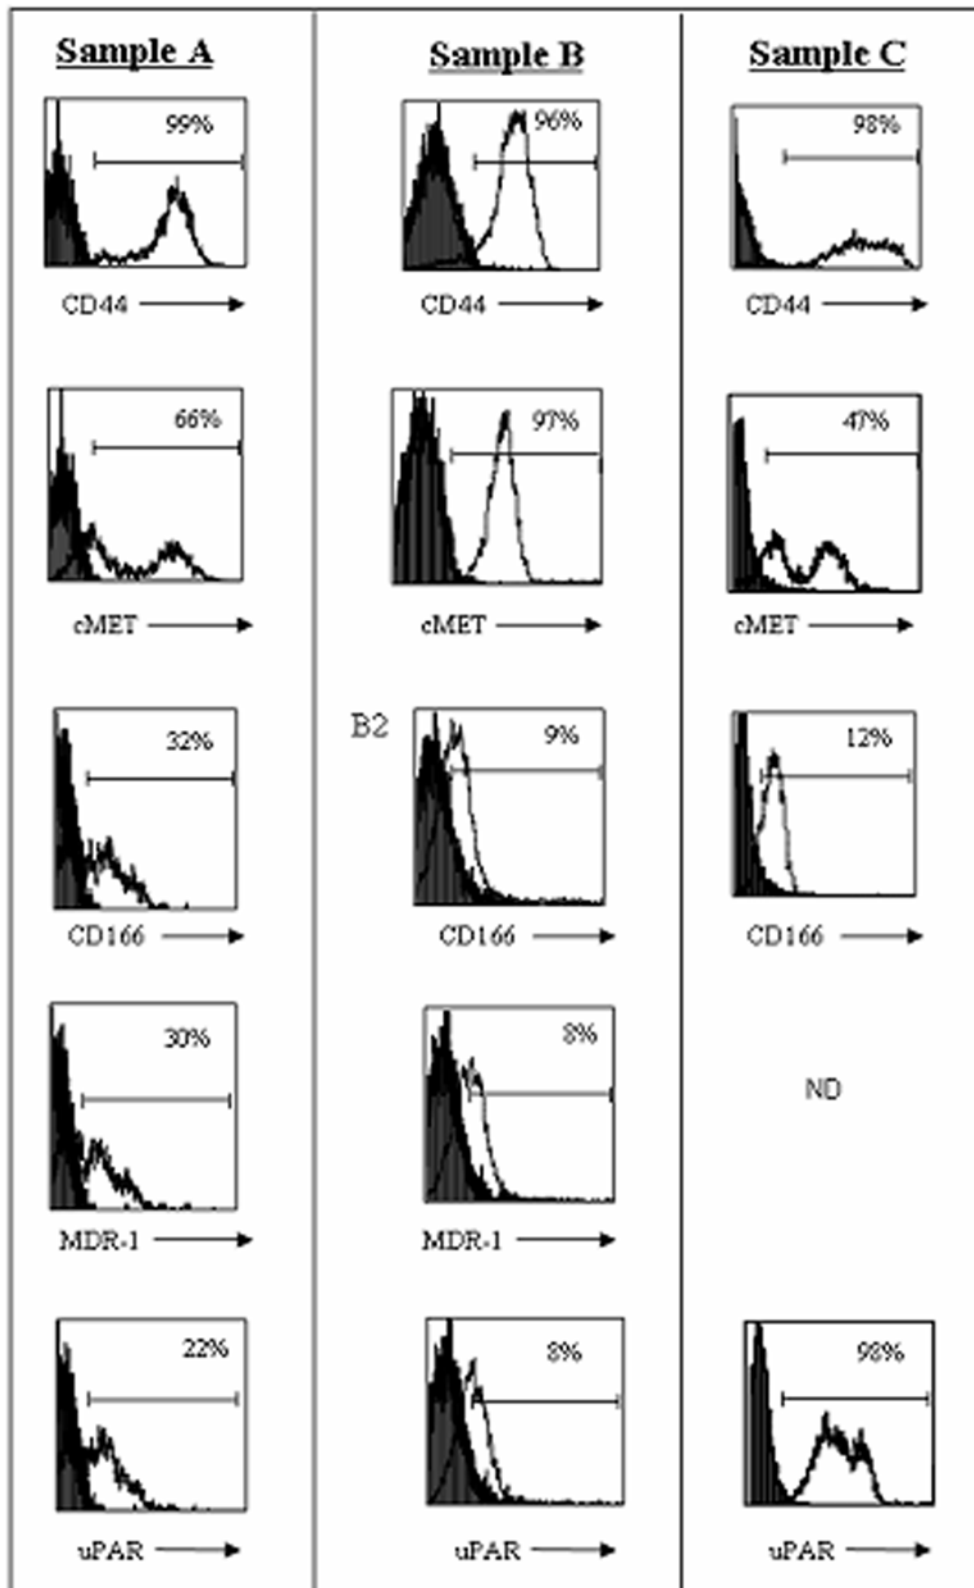 Sample A
Sample B
Sample C
99%
96%
98%
CD44
CD44
CD44
66%
97%
47%
cMET
cMET
cMET
B2
32%
9%
12%
CD166
CD166
CD166
30%
8%
ND
MDR-1
MDR-1
22%
8%
98%
uPAR
uPAR
uPAR